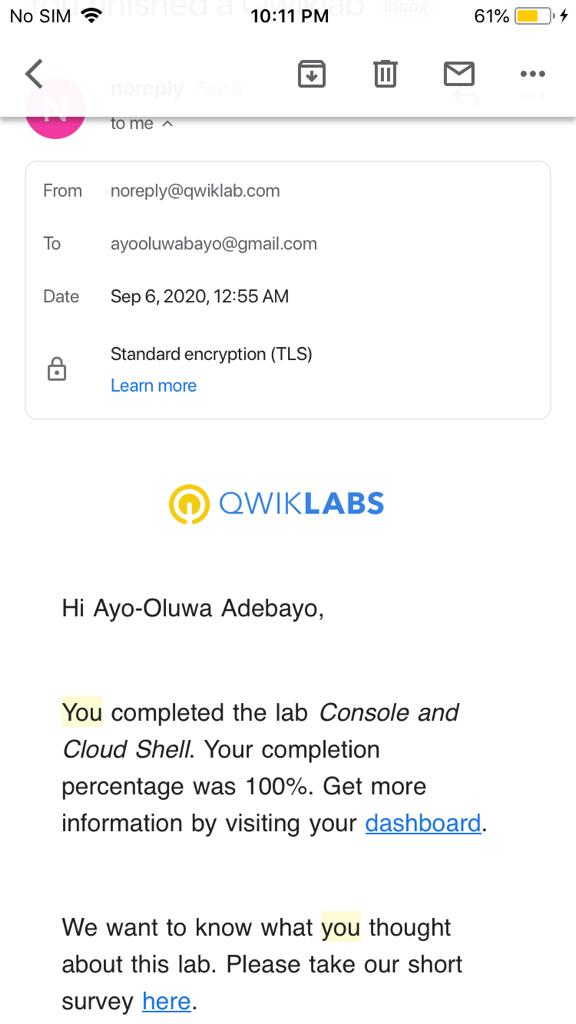 You finished a Qwiklab Inbox
No SIM 10:11 PM 61%
noreply Sep 6
N
to me
From noreply@qwiklab.com
To ayooluwabayo@gmail.com
Date Sep 6, 2020, 12:55 AM
Standard encryption (TLS)
Learn more
QWIKLABS
Hi Ayo-Oluwa Adebayo,
You completed the lab Console and
Cloud Shell. Your completion
percentage was 100%. Get more
information by visiting your dashboard.
We want to know what you thought
about this lab. Please take our short
survey here.